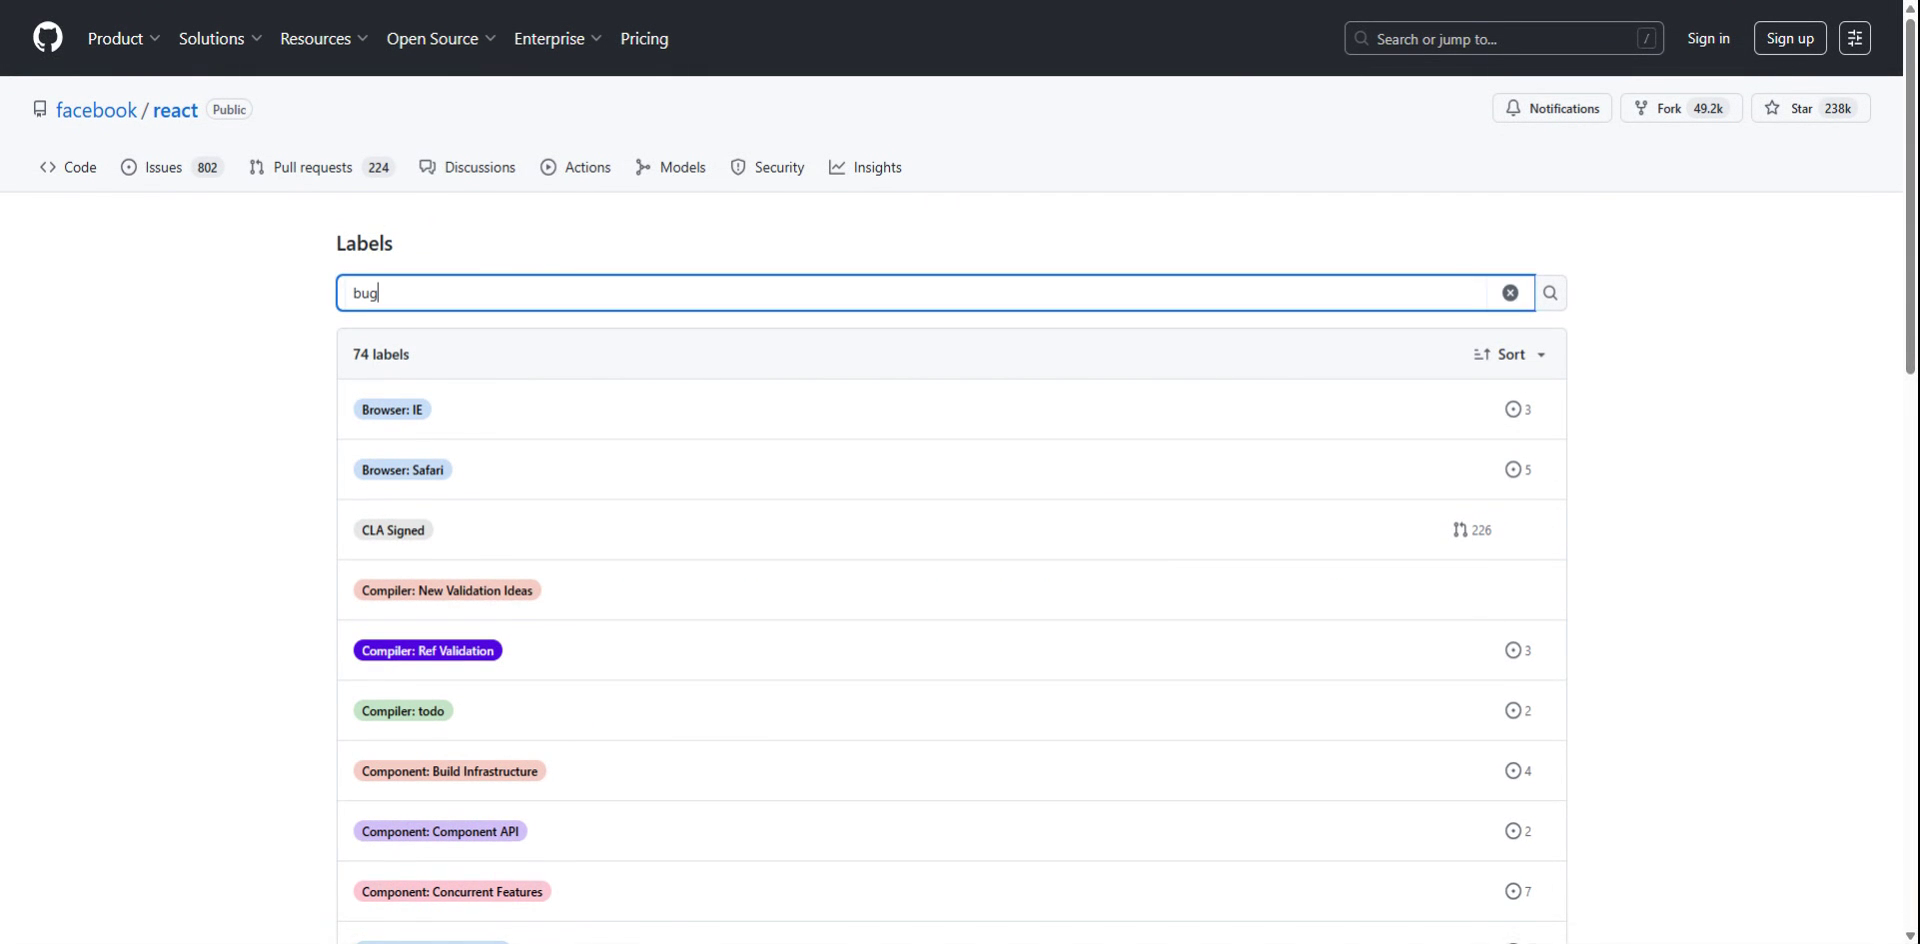 Product Solutions Resources Open Source Enterprise Pricing Search or jump to... / Sign in Sign up
facebook / react Public Notifications Fork 49.2k Star 238k
Code Issues 802 Pull requests 224 Discussions Actions Models Security Insights
Labels
bug
74 labels Sort
Browser: IE 3
Browser: Safari 5
CLA Signed 226
Compiler: New Validation Ideas
Compiler: Ref Validation 3
Compiler: todo 2
Component: Build Infrastructure 4
Component: Component API 2
Component: Concurrent Features 7